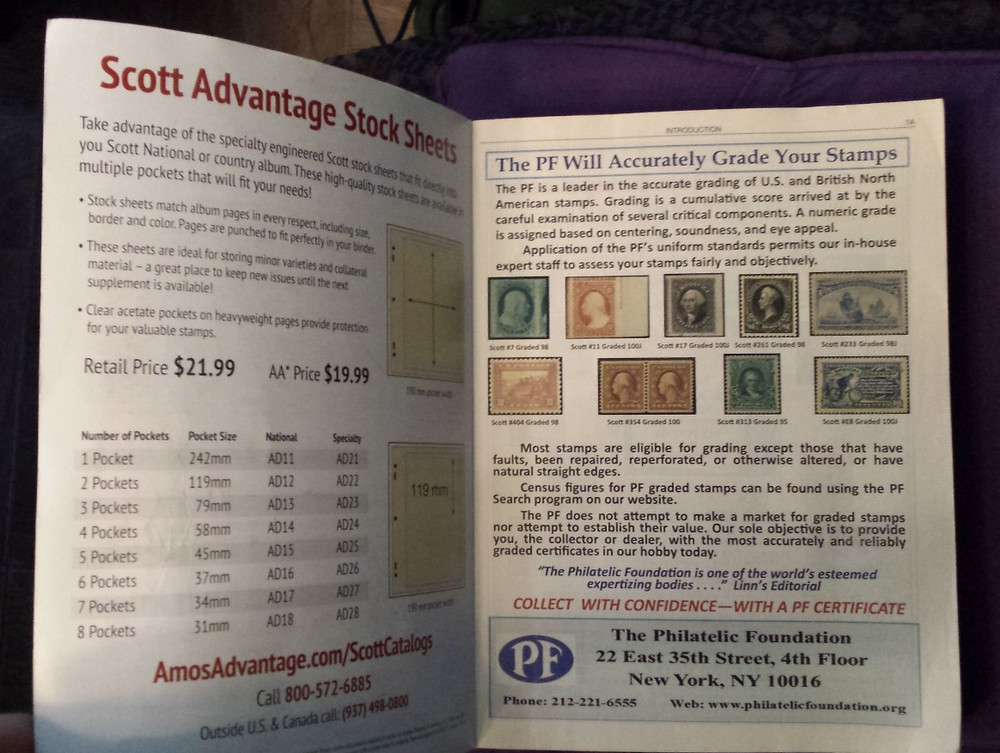 Scott Advantage Stock Sheets
Take advantage of the specialty engineered Scott stock sheets that fit directly into
you Scott National or country album. These high-quality stock sheets are available in
multiple pockets that will fit your needs!
• Stock sheets match album pages in every respect, including size,
border and color. Pages are punched to fit perfectly in your binder.
• These sheets are ideal for storing minor varieties and collateral
material – a great place to keep new issues until the next
supplement is available!
• Clear acetate pockets on heavyweight pages provide protection
for your valuable stamps.
Retail Price $21.99 AA* Price $19.99
190 mm pocket width
Number of Pockets Pocket Size National Specialty
1 Pocket 242mm AD11 AD21
2 Pockets 119mm AD12 AD22
3 Pockets 79mm AD13 AD23
4 Pockets 58mm AD14 AD24
5 Pockets 45mm AD15 AD25
6 Pockets 37mm AD16 AD26
7 Pockets 34mm AD17 AD27
8 Pockets 31mm AD18 AD28
119 mm
190 mm pocket width
AmosAdvantage.com/ScottCatalogs
Call 800-572-6885
Outside U.S. & Canada call: (937) 498-0800
INTRODUCTION
The PF Will Accurately Grade Your Stamps
The PF is a leader in the accurate grading of U.S. and British North
American stamps. Grading is a cumulative score arrived at by the
careful examination of several critical components. A numeric grade
is assigned based on centering, soundness, and eye appeal.
Application of the PF's uniform standards permits our in-house
expert staff to assess your stamps fairly and objectively.
Scott #7 Graded 98 Scott #11 Graded 100J Scott #17 Graded 100J Scott #261 Graded 98 Scott #233 Graded 98J
Scott #404 Graded 98 Scott #354 Graded 100 Scott #313 Graded 95 Scott #E8 Graded 100J
Most stamps are eligible for grading except those that have
faults, been repaired, reperforated, or otherwise altered, or have
natural straight edges.
Census figures for PF graded stamps can be found using the PF
Search program on our website.
The PF does not attempt to make a market for graded stamps
nor attempt to establish their value. Our sole objective is to provide
you, the collector or dealer, with the most accurately and reliably
graded certificates in our hobby today.
"The Philatelic Foundation is one of the world's esteemed
expertizing bodies . . . ." Linn's Editorial
COLLECT WITH CONFIDENCE—WITH A PF CERTIFICATE
PF
The Philatelic Foundation
22 East 35th Street, 4th Floor
New York, NY 10016
Phone: 212-221-6555 Web: www.philatelicfoundation.org